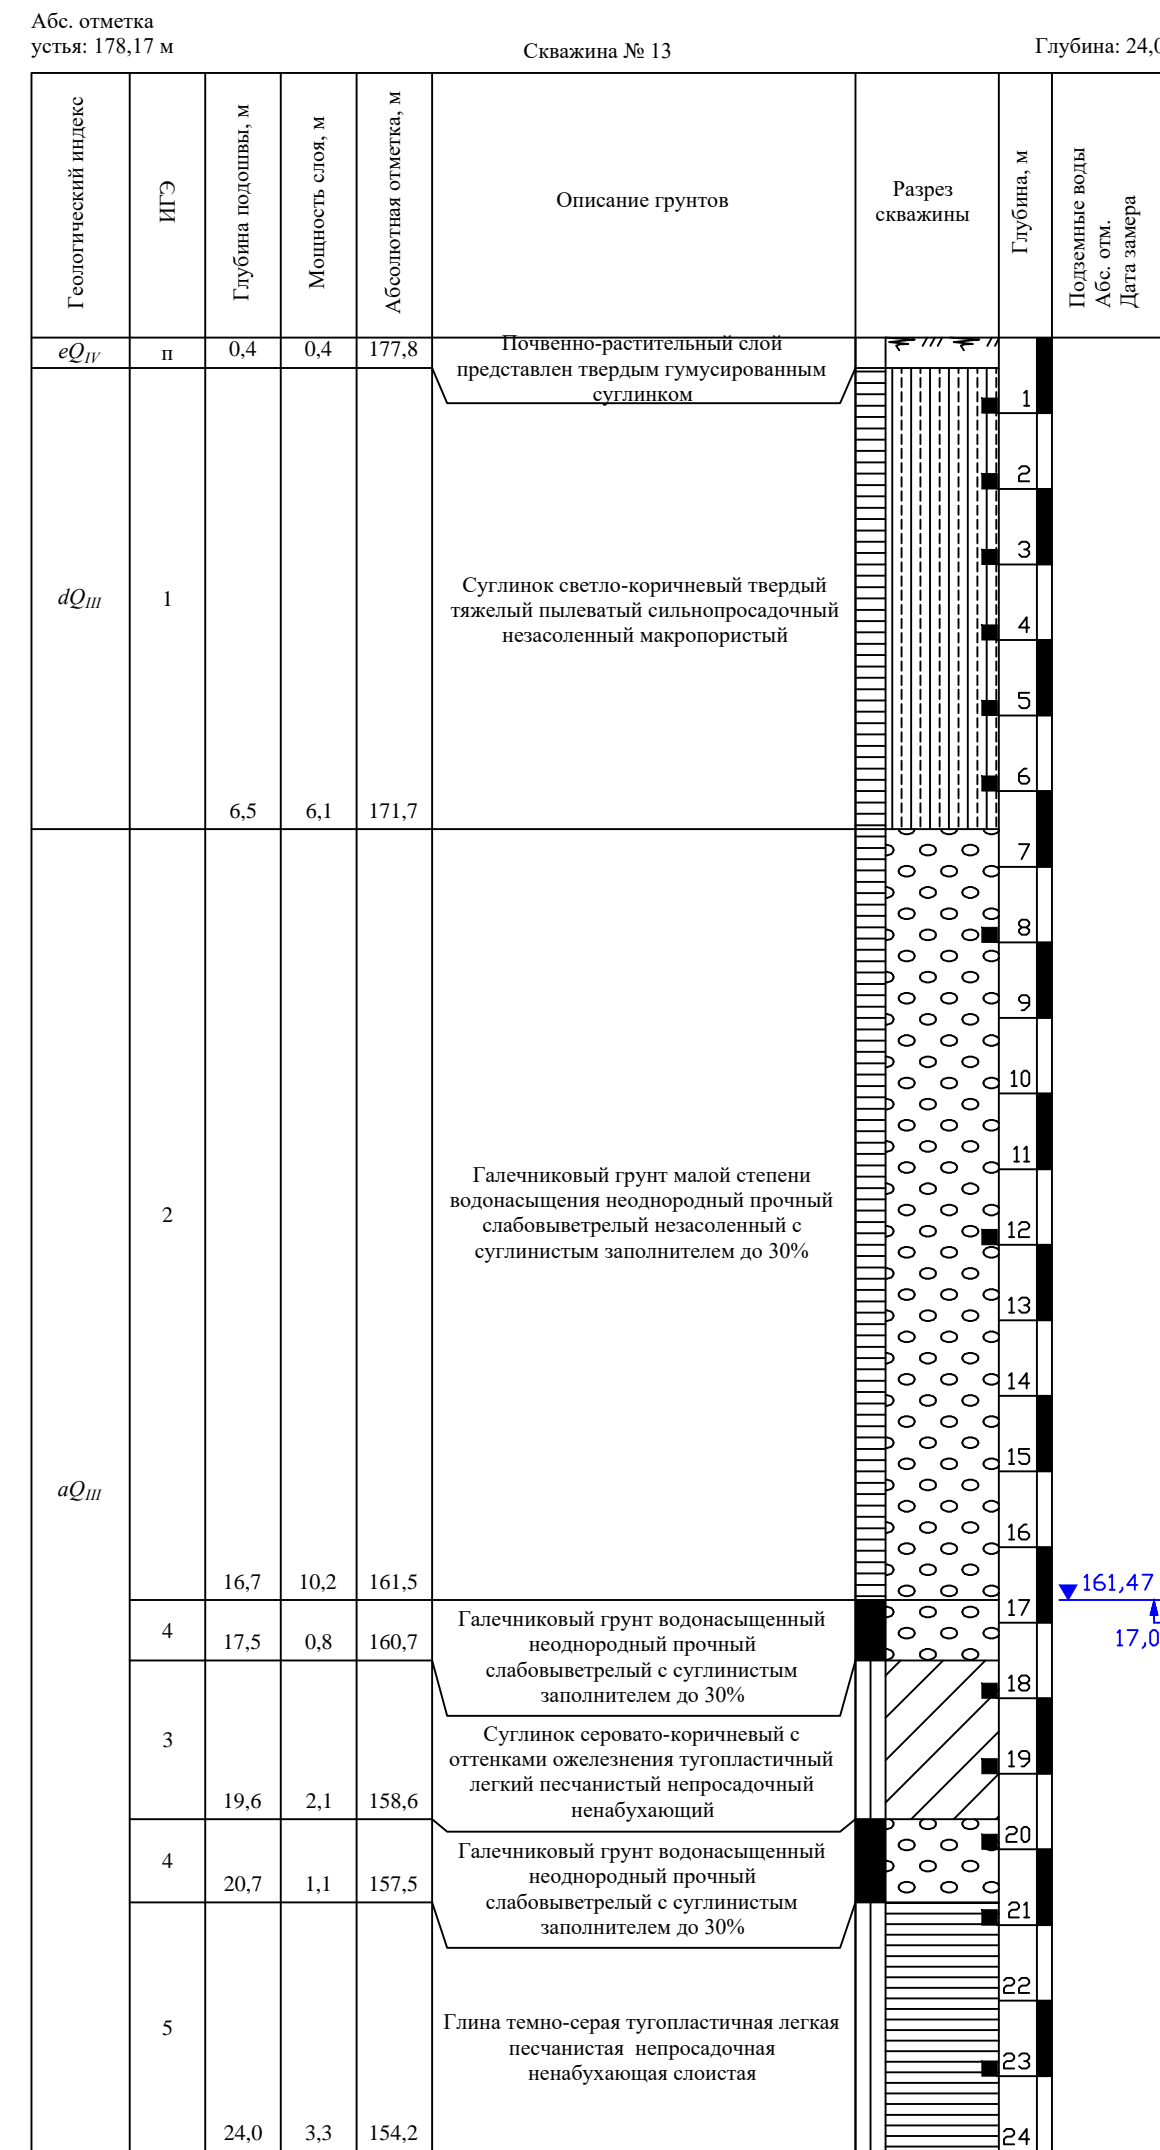 Абс. отметка
устья: 178,17 м
Скважина № 13
Глубина: 24,0
Геологический индекс
ИГЭ
Глубина подошвы, м
Мощность слоя, м
Абсолютная отметка, м
Описание грунтов
Разрез
скважины
Глубина, м
Подземные воды
Абс. отм.
Дата замера
eQIV
п
0,4
0,4
177,8
Почвенно-растительный слой
представлен твердым гумусированным
суглинком
dQIII
1
6,5
6,1
171,7
Суглинок светло-коричневый твердый
тяжелый пылеватый сильнопросадочный
незасоленный макропористый
aQIII
2
16,7
10,2
161,5
Галечниковый грунт малой степени
водонасыщения неоднородный прочный
слабовыветрелый незасоленный с
суглинистым заполнителем до 30%
4
17,5
0,8
160,7
Галечниковый грунт водонасыщенный
неоднородный прочный
слабовыветрелый с суглинистым
заполнителем до 30%
3
19,6
2,1
158,6
Суглинок серовато-коричневый с
оттенками ожелезнения тугопластичный
легкий песчанистый непросадочный
ненабухающий
4
20,7
1,1
157,5
Галечниковый грунт водонасыщенный
неоднородный прочный
слабовыветрелый с суглинистым
заполнителем до 30%
5
24,0
3,3
154,2
Глина темно-серая тугопластичная легкая
песчанистая непросадочная
ненабухающая слоистая
1
2
3
4
5
6
7
8
9
10
11
12
13
14
15
16
17
18
19
20
21
22
23
24
161,47
17,0